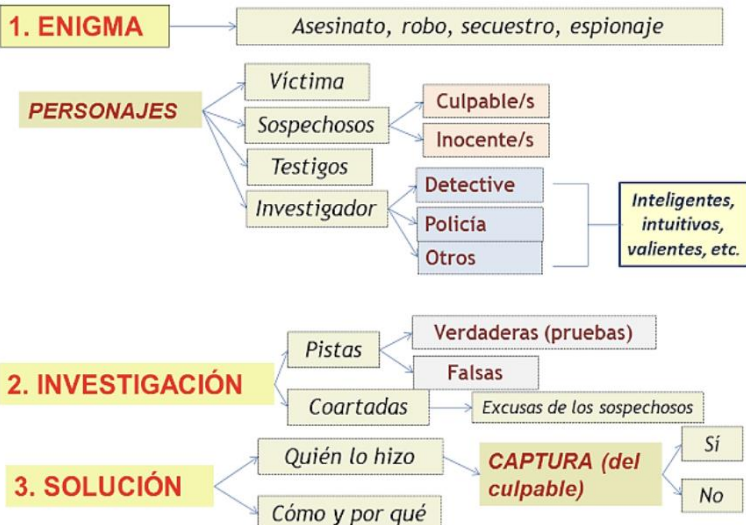 1. ENIGMA
Asesinato, robo, secuestro, espionaje
PERSONAJES
Víctima
Sospechosos
Culpable/s
Inocente/s
Testigos
Investigador
Detective
Policía
Otros
Inteligentes,
intuitivos,
valientes, etc.
2. INVESTIGACIÓN
Pistas
Verdaderas (pruebas)
Falsas
Coartadas
Excusas de los sospechosos
3. SOLUCIÓN
Quién lo hizo
CAPTURA (del
culpable)
Sí
No
Cómo y por qué